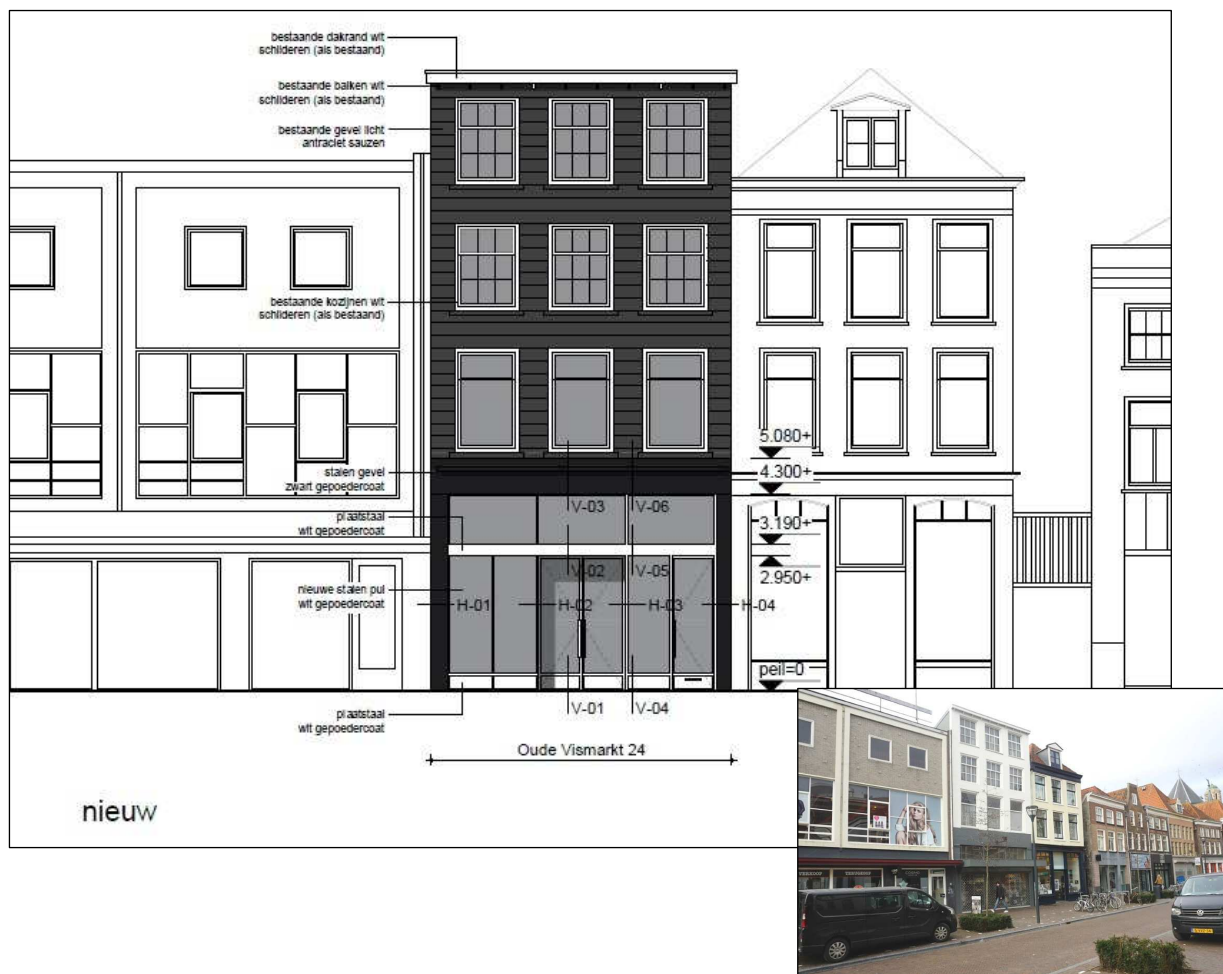 bestaande dakrand wit
schilderen (als bestaand)
bestaande balken wit
schilderen (als bestaand)
bestaande gevel licht
antraciet sauzen
bestaande kozijnen wit
schilderen (als bestaand)
stalen gevel
zwart gepoedercoat
plaatstaal
wit gepoedercoat
nieuwe stalen pui
wit gepoedercoat
plaatstaal
wit gepoedercoat
5.080+
4.300+
V-03
V-06
3.190+
V-02
V-05
2.950+
H-01
H-02
H-03
H-04
peil=0
V-01
V-04
Oude Vismarkt 24
nieuw